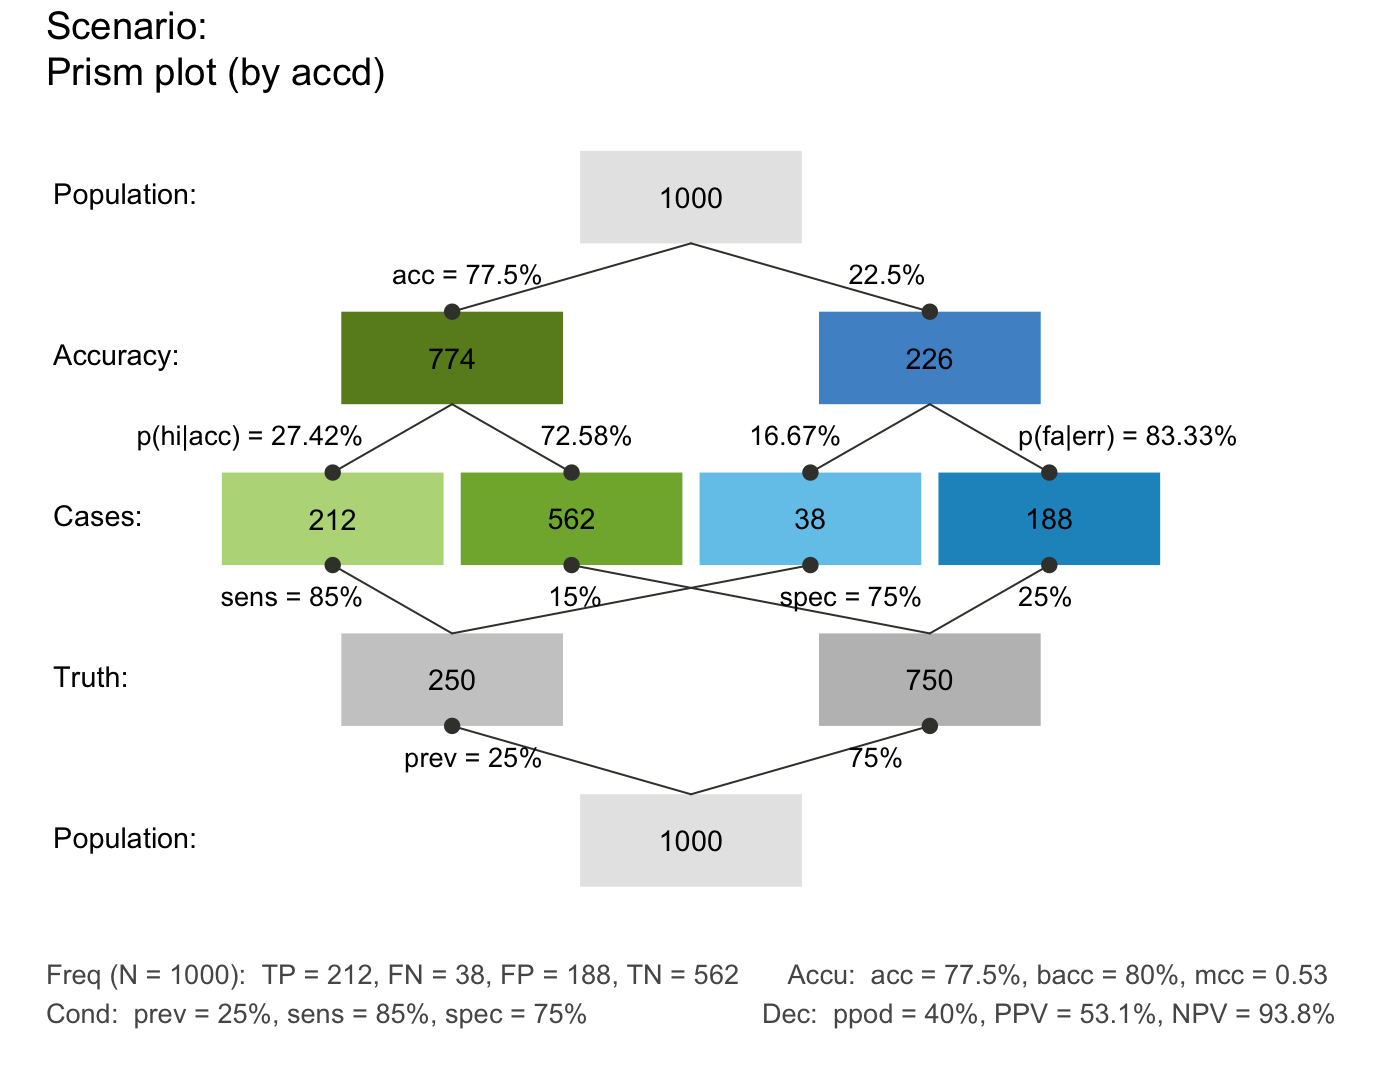 Scenario:
Prism plot (by accd)
Population:
1000
acc = 77.5%
22.5%
Accuracy:
774
226
p(hi|acc) = 27.42%
72.58%
16.67%
p(fa|err) = 83.33%
Cases:
212
562
38
188
sens = 85%
15%
spec = 75%
25%
Truth:
250
750
prev = 25%
75%
Population:
1000
Freq (N = 1000):  TP = 212, FN = 38, FP = 188, TN = 562
Accu:  acc = 77.5%, bacc = 80%, mcc = 0.53
Cond:  prev = 25%, sens = 85%, spec = 75%
Dec:  ppod = 40%, PPV = 53.1%, NPV = 93.8%